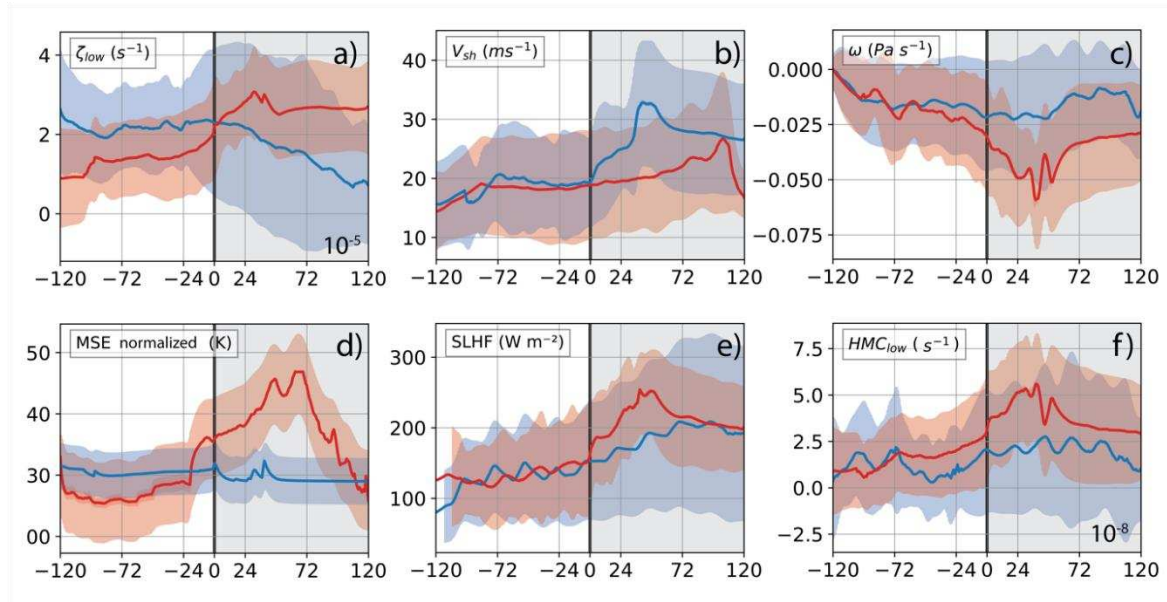 ζlow (s⁻¹)
a)
4
2
0
10⁻⁵
−120 −72 −24 0 24 72 120
Vsh (ms⁻¹)
b)
40
30
20
10
−120 −72 −24 0 24 72 120
ω (Pa s⁻¹)
c)
0.000
−0.025
−0.050
−0.075
−120 −72 −24 0 24 72 120
MSE normalized (K)
d)
50
40
30
00
−120 −72 −24 0 24 72 120
SLHF (W m⁻²)
e)
300
200
100
−120 −72 −24 0 24 72 120
HMClow ( s⁻¹)
f)
7.5
5.0
2.5
0.0
−2.5
10⁻⁸
−120 −72 −24 0 24 72 120